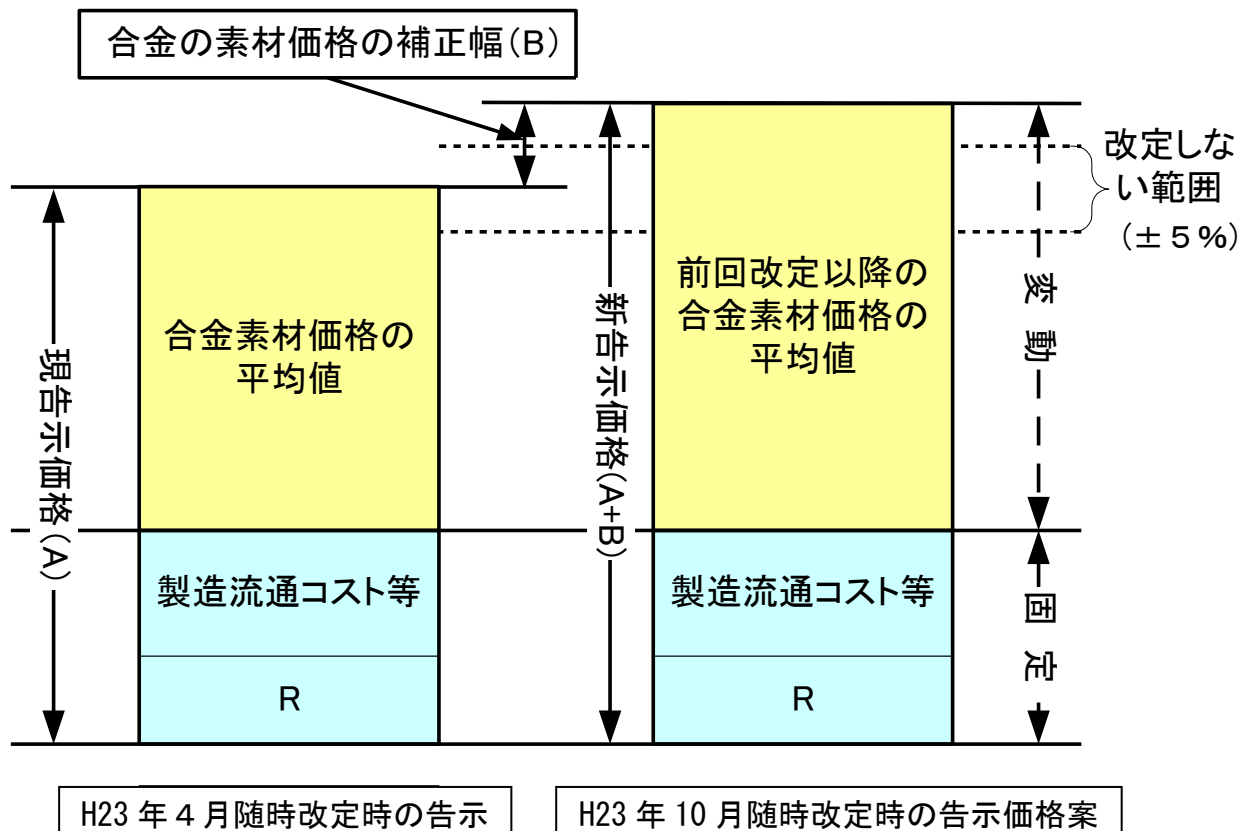 合金の素材価格の補正幅(B)
改定しな
い範囲
(±5%)
合金素材価格の
平均値
前回改定以降の
合金素材価格の
平均値
現告示価格(A)
新告示価格(A+B)
変動
製造流通コスト等
製造流通コスト等
固定
R
R
H23年4月随時改定時の告示
H23年10月随時改定時の告示価格案